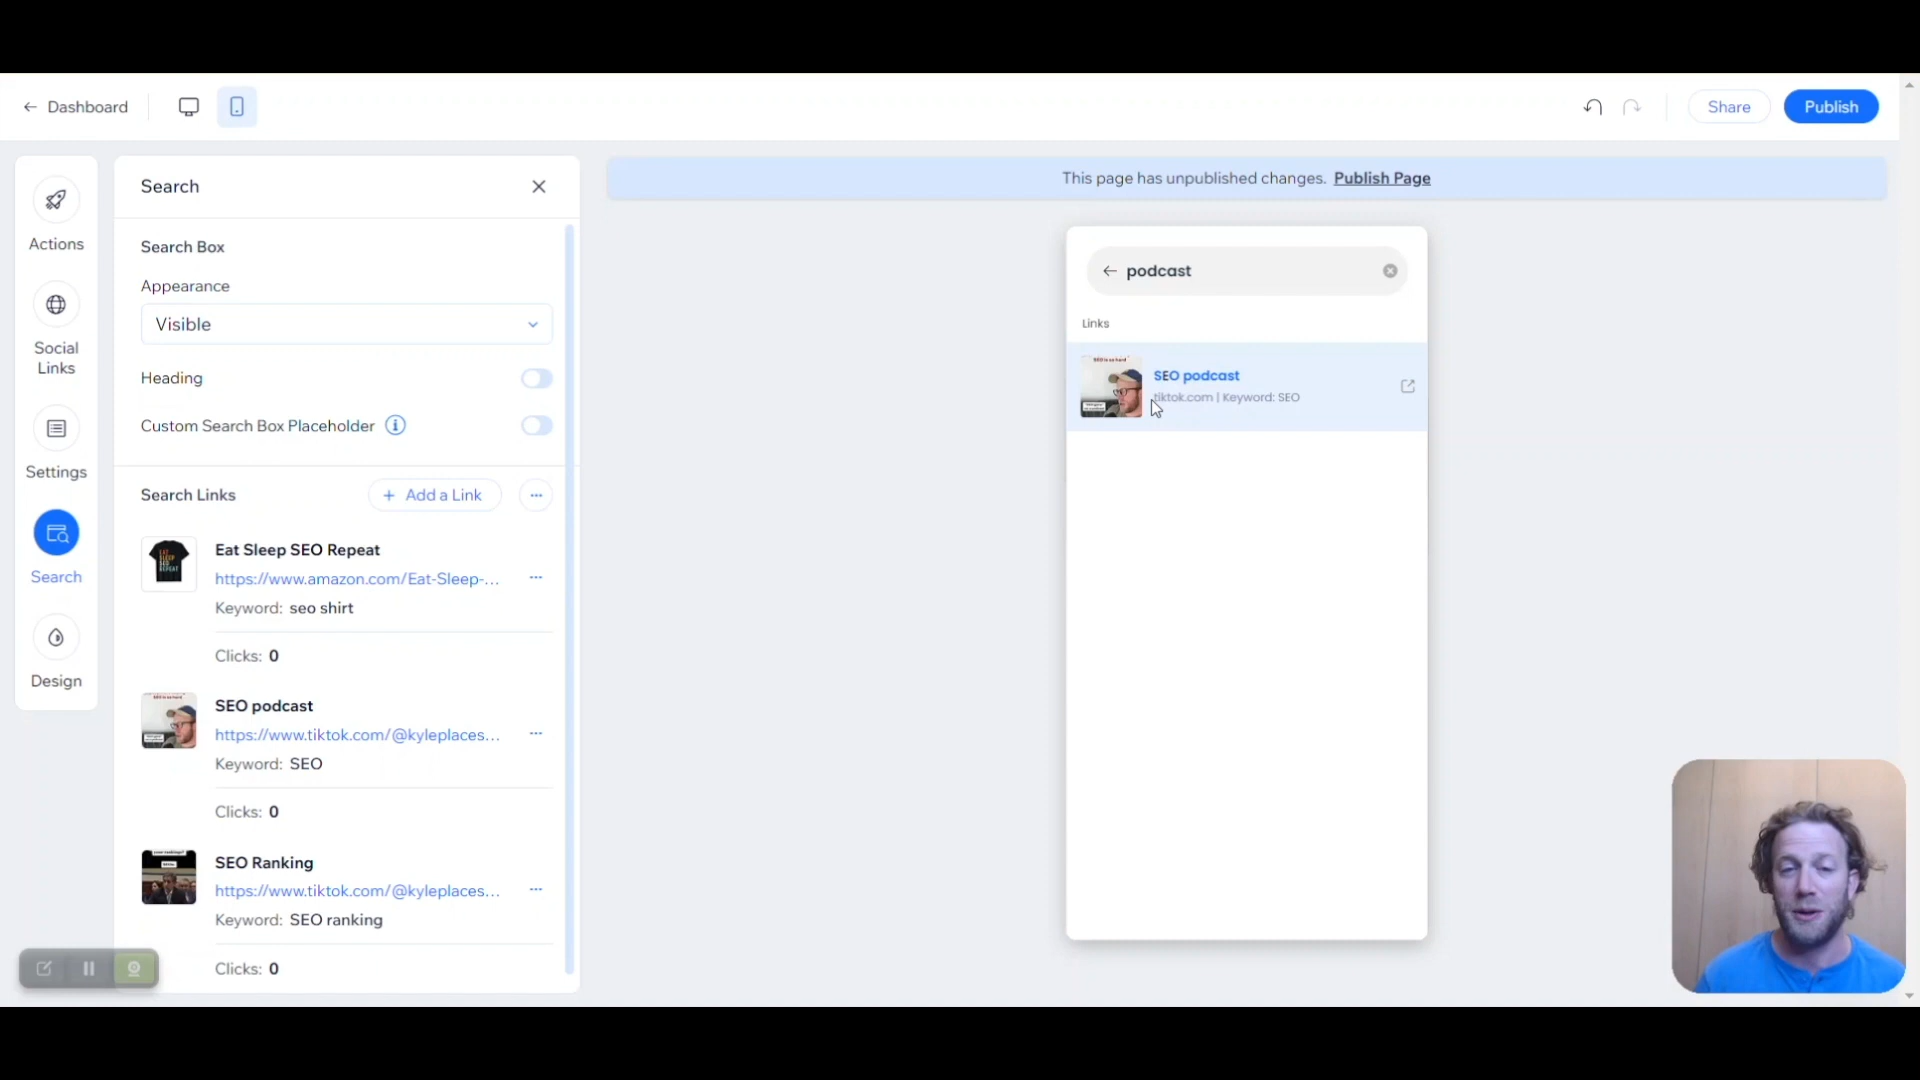 Dashboard
Share
Publish
Actions
Social
Links
Settings
Search
Design
Search
Search Box
Appearance
Visible
Heading
Custom Search Box Placeholder
Search Links
+ Add a Link
Eat Sleep SEO Repeat
https://www.amazon.com/Eat-Sleep-...
Keyword: seo shirt
Clicks: 0
SEO podcast
https://www.tiktok.com/@kyleplaces...
Keyword: SEO
Clicks: 0
SEO Ranking
https://www.tiktok.com/@kyleplaces...
Keyword: SEO ranking
Clicks: 0
This page has unpublished changes. Publish Page
podcast
Links
SEO podcast
tiktok.com | Keyword: SEO
EAT
SLEEP
SEO
REPEAT